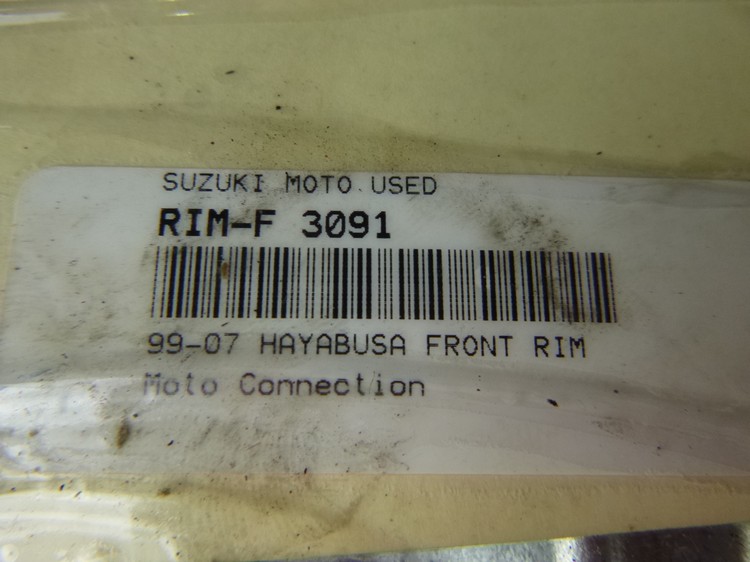 SUZUKI MOTO USED
RIM-F 3091
99-07 HAYABUSA FRONT RIM
Moto Connection